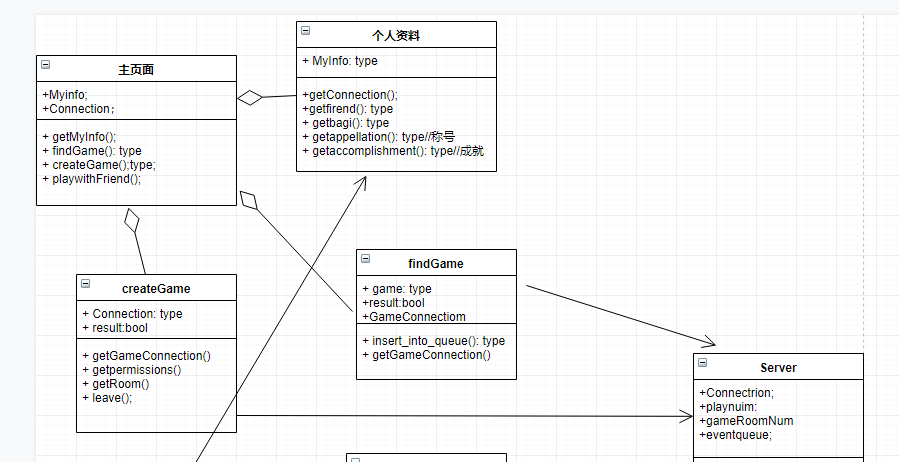 个人资料
+ MyInfo: type
+getConnection();
+getfirend(): type
+ getbagi(): type
+ getappellation(): type//称号
+ getaccomplishment(): type//成就
主页面
+Myinfo;
+Connection；
+ getMyInfo();
+ findGame(): type
+ createGame();type;
+ playwithFriend();
findGame
+ game: type
+result:bool
+GameConnectiom
+ insert_into_queue(): type
+ getGameConnection()
createGame
+ Connection: type
+ result:bool
+ getGameConnection()
+ getpermissions()
+ getRoom()
+ leave();
Server
+Connectrion;
+playnuim:
+gameRoomNum
+eventqueue;